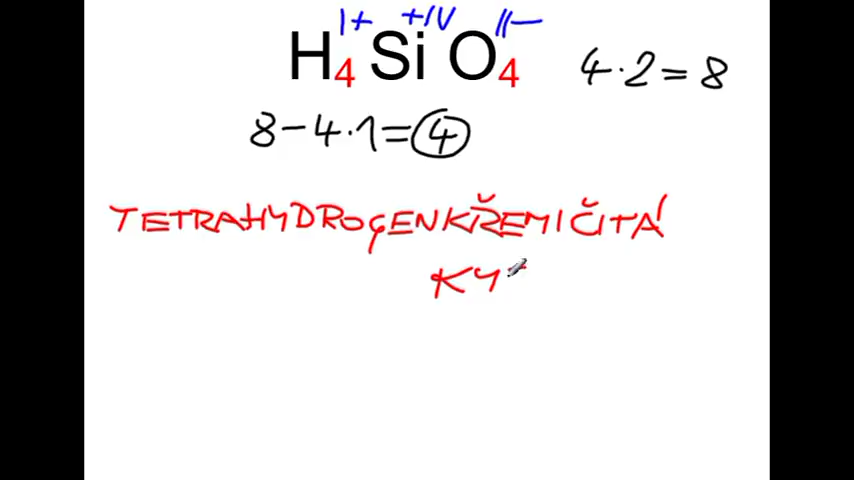 I+ +IV II−
H4SiO4 4·2=8
8−4·1=4
TETRAHYDROGENKŘEMIČITÁ
KY